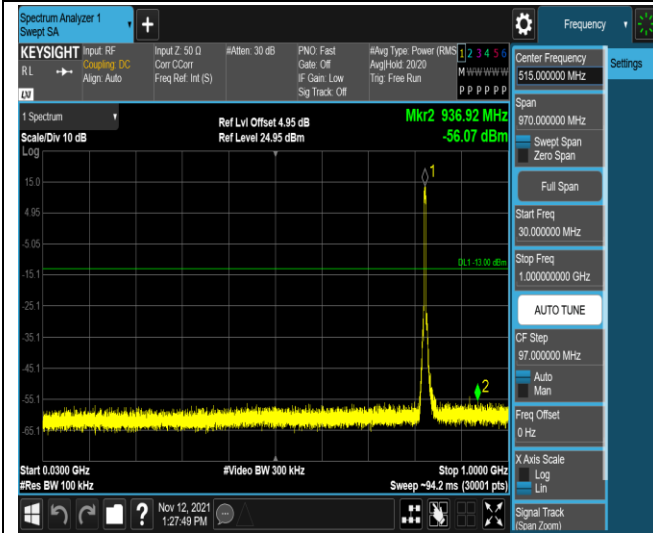 Spectrum Analyzer 1
Swept SA
+
Frequency
KEYSIGHT
RL
LXI
Input: RF
Coupling: DC
Align: Auto
Input Z: 50 Ω
Corr CCorr
Freq Ref: Int (S)
#Atten: 30 dB
PNO: Fast
Gate: Off
IF Gain: Low
Sig Track: Off
#Avg Type: Power (RMS
Avg|Hold: 20/20
Trig: Free Run
1 2 3 4 5 6
M W W W W W
P P P P P P
1 Spectrum
Scale/Div 10 dB
Log
Ref Lvl Offset 4.95 dB
Ref Level 24.95 dBm
Mkr2 936.92 MHz
-56.07 dBm
1
15.0
4.95
-5.05
DL1 -13.00 dBm
-15.1
-25.1
-35.1
-45.1
-55.1
2
-65.1
Start 0.0300 GHz
#Res BW 100 kHz
#Video BW 300 kHz
Stop 1.0000 GHz
Sweep ~94.2 ms (30001 pts)
Center Frequency
515.000000 MHz
Settings
Span
970.000000 MHz
Swept Span
Zero Span
Full Span
Start Freq
30.000000 MHz
Stop Freq
1.000000000 GHz
AUTO TUNE
CF Step
97.000000 MHz
Auto
Man
Freq Offset
0 Hz
X Axis Scale
Log
Lin
Signal Track
(Span Zoom)
?
Nov 12, 2021
1:27:49 PM